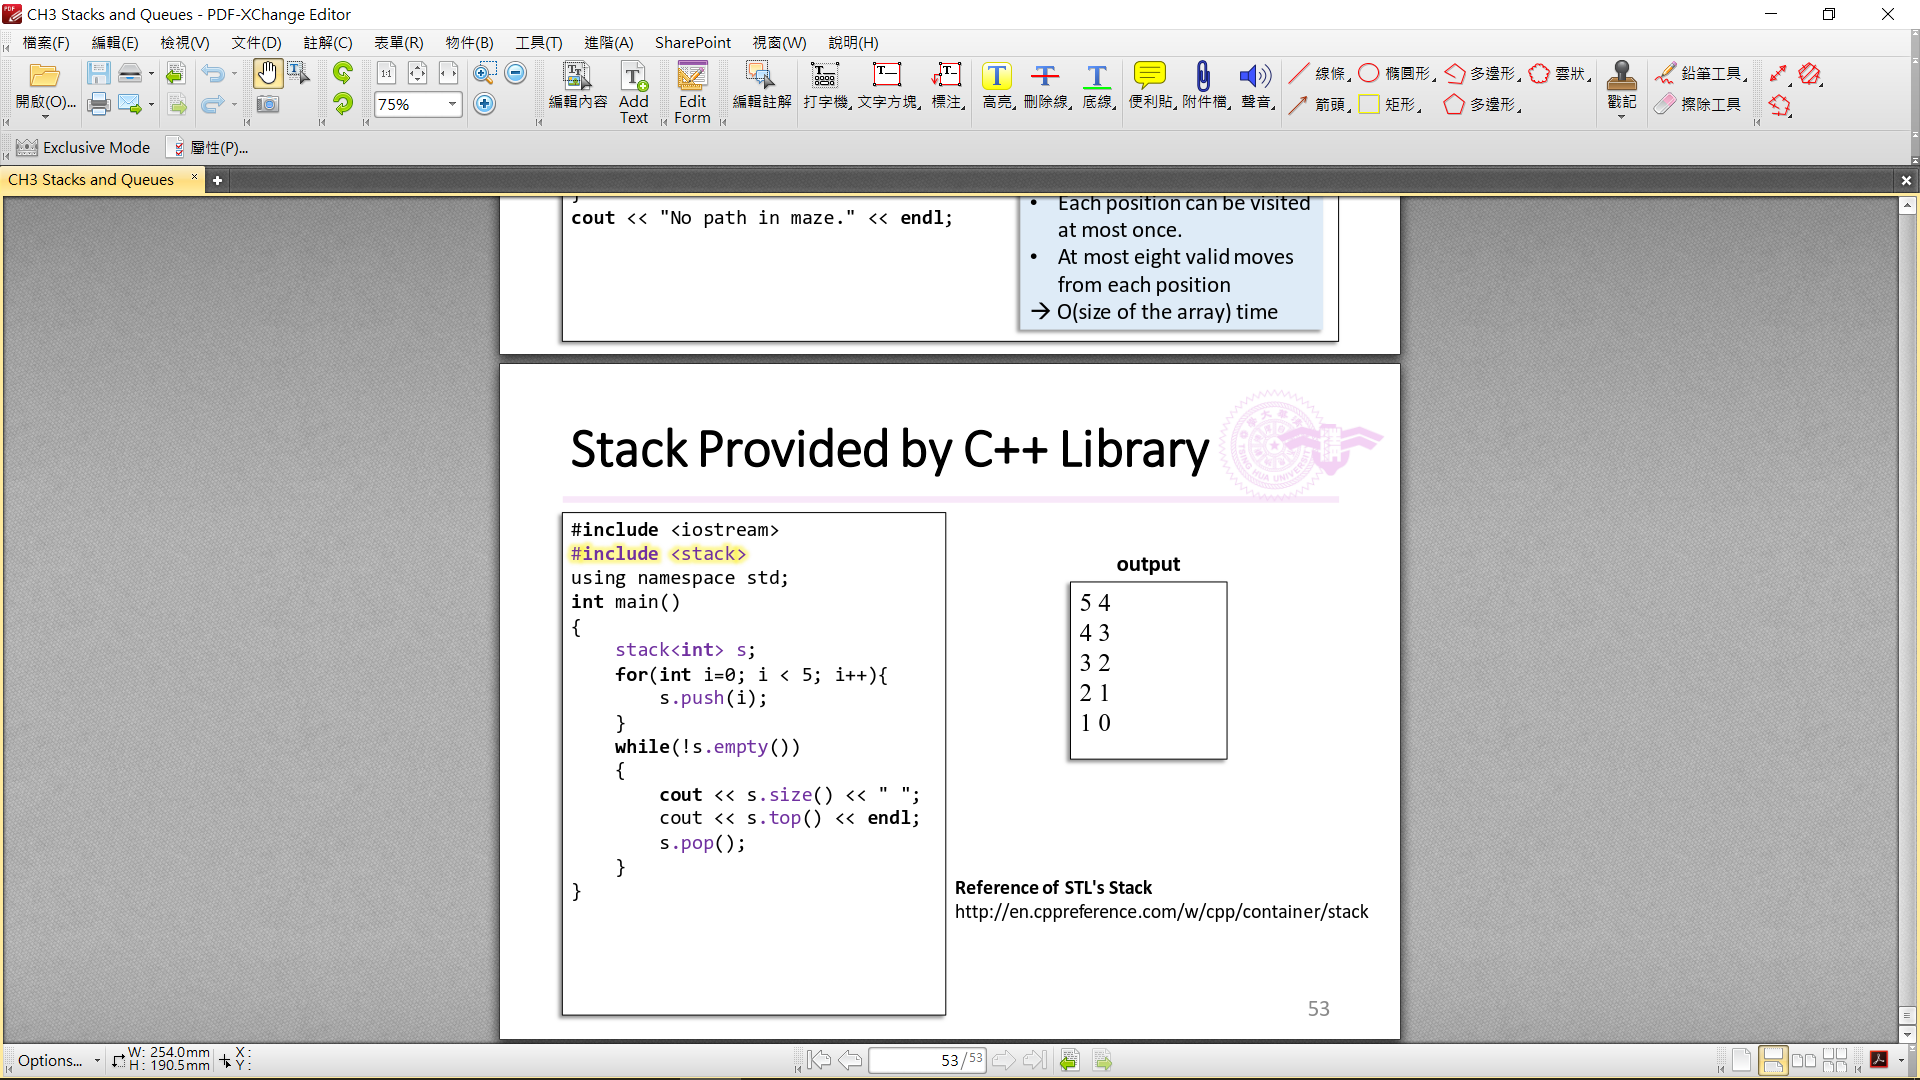 CH3 Stacks and Queues - PDF-XChange Editor
檔案(F) 編輯(E) 檢視(V) 文件(D) 註解(C) 表單(R) 物件(B) 工具(T) 進階(A) SharePoint 視窗(W) 說明(H)
開啟(O)...
75%
編輯內容
Add Text
Edit Form
編輯註解
打字機
文字方塊
標注
高亮
刪除線
底線
便利貼
附件檔
聲音
線條
橢圓形
多邊形
雲狀
箭頭
矩形
多邊形
戳記
鉛筆工具
擦除工具
Exclusive Mode
屬性(P)...
CH3 Stacks and Queues
}
cout << "No path in maze." << endl;
• Each position can be visited
at most once.
• At most eight valid moves
from each position
→ O(size of the array) time
Stack Provided by C++ Library
#include <iostream>
#include <stack>
using namespace std;
int main()
{
stack<int> s;
for(int i=0; i < 5; i++){
s.push(i);
}
while(!s.empty())
{
cout << s.size() << " ";
cout << s.top() << endl;
s.pop();
}
}
output
5 4
4 3
3 2
2 1
1 0
Reference of STL's Stack
http://en.cppreference.com/w/cpp/container/stack
53
Options...
W: 254.0mm
H: 190.5mm
X:
Y:
53/53